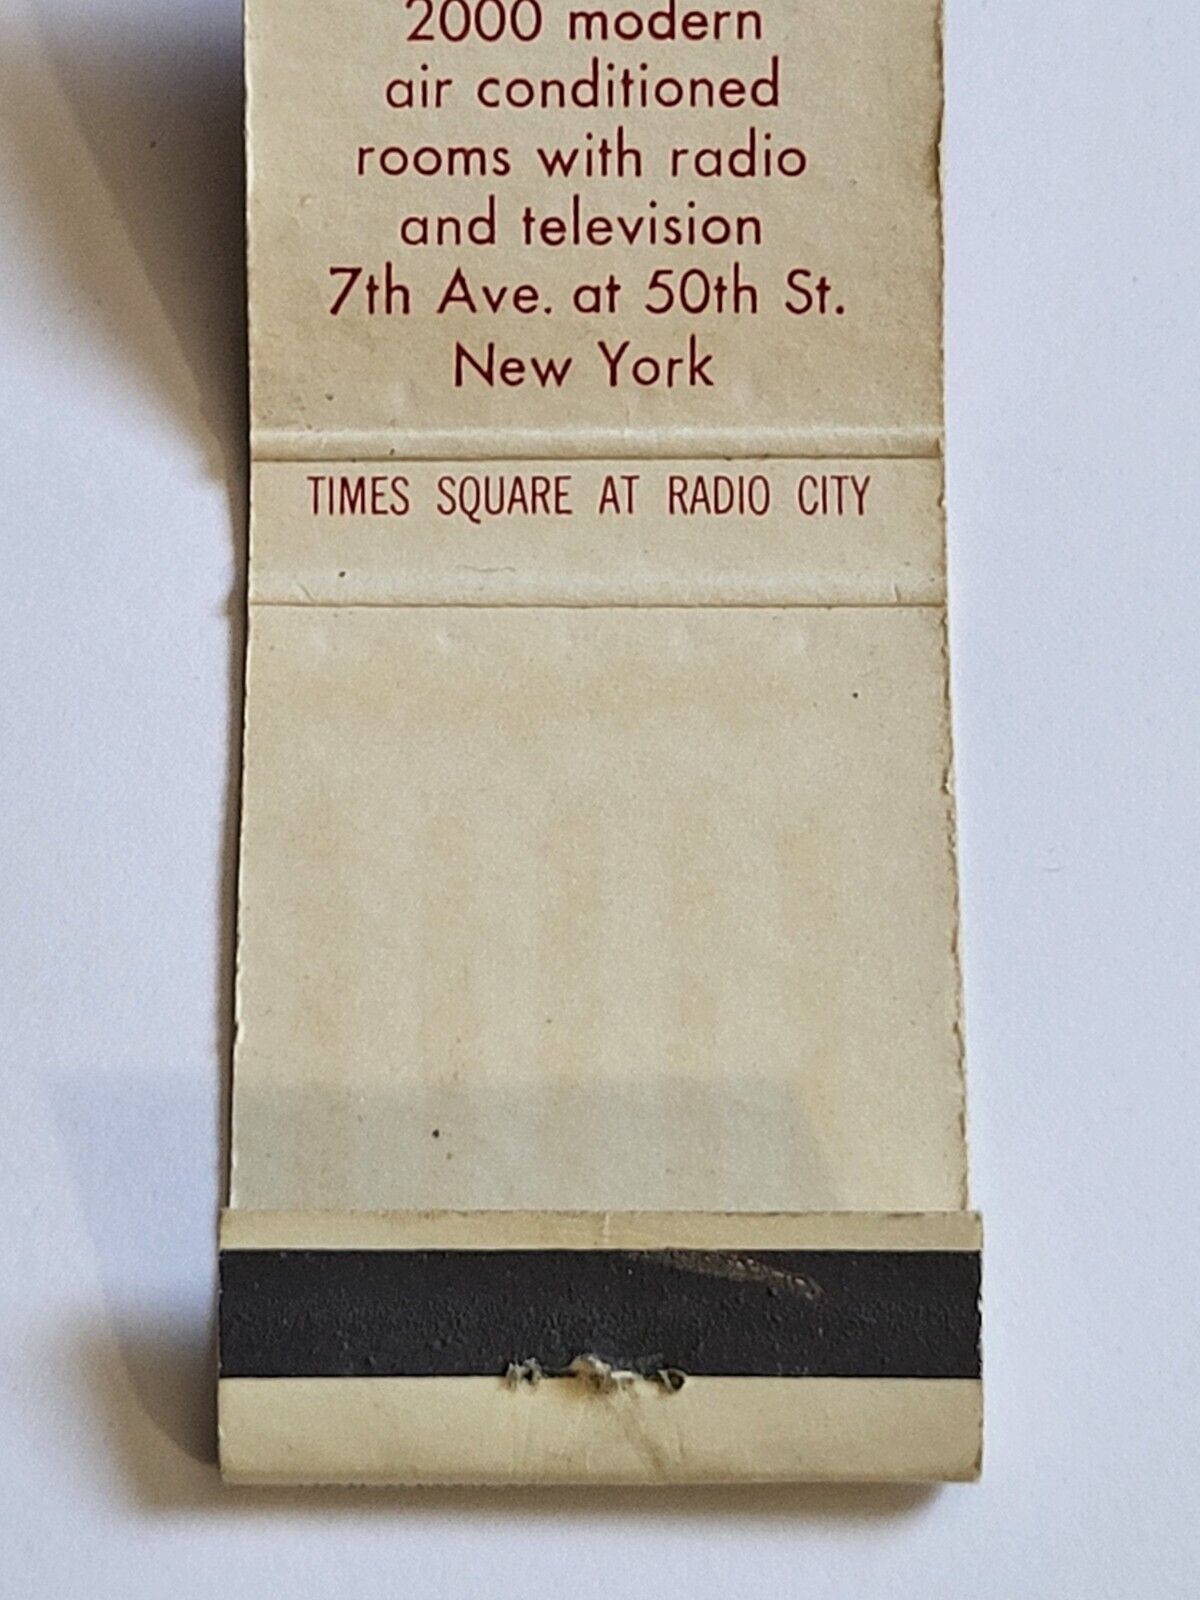 2000 modern
air conditioned
rooms with radio
and television
7th Ave. at 50th St.
New York
TIMES SQUARE AT RADIO CITY